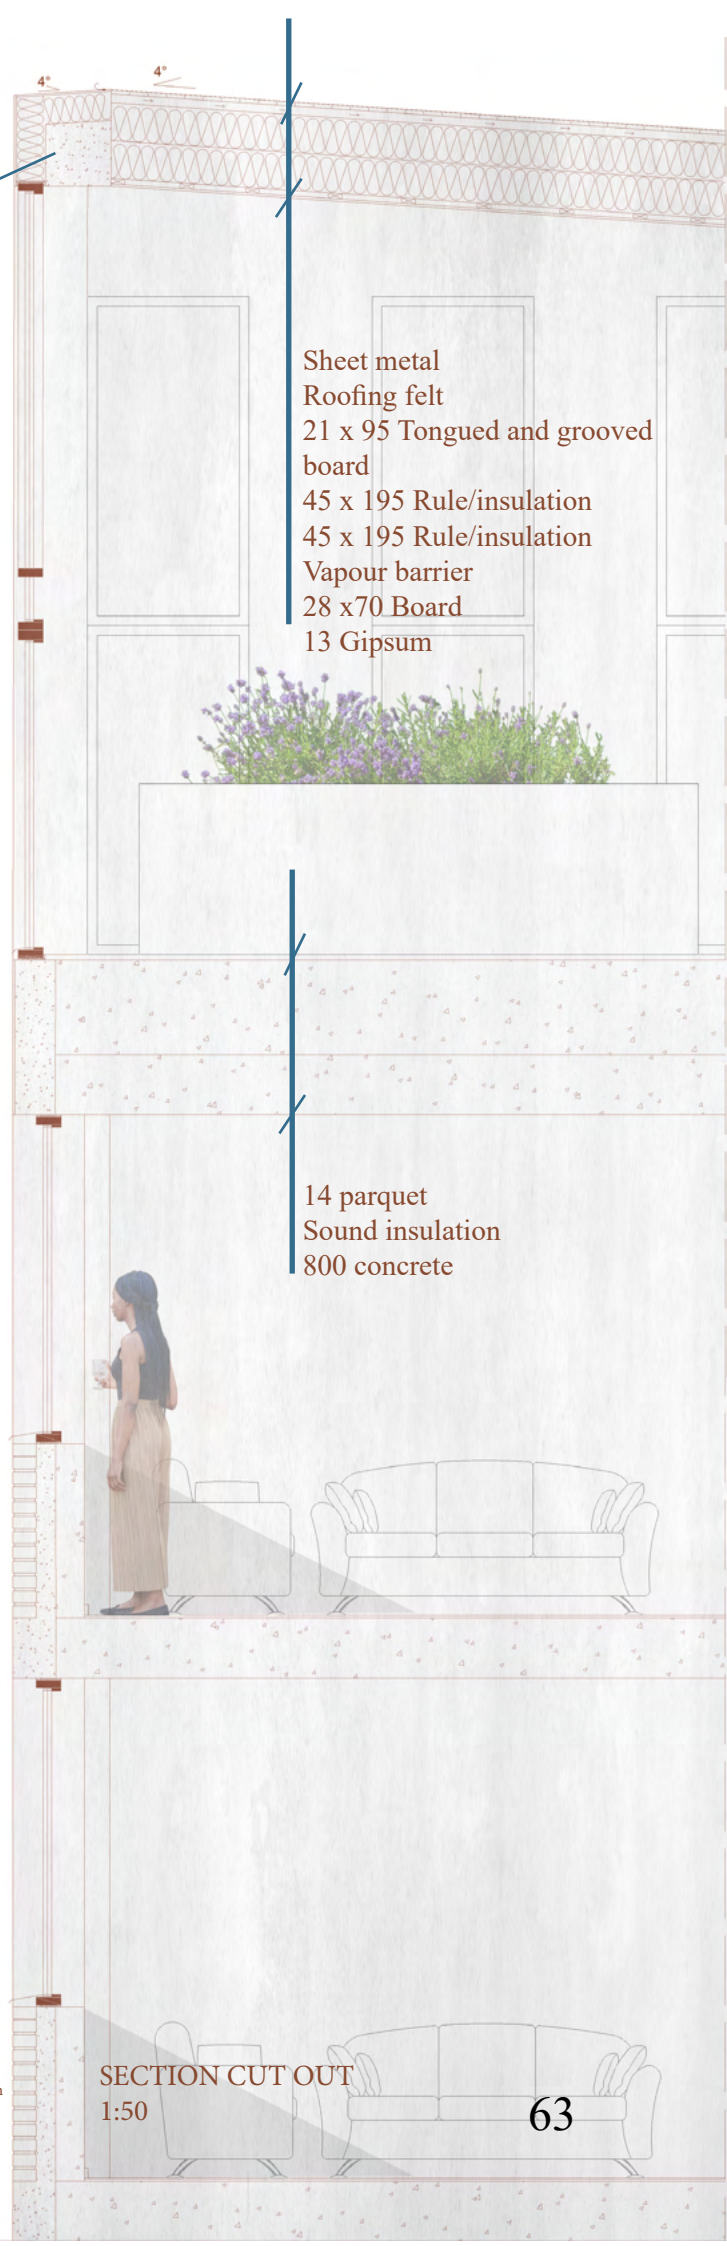 4°
4°
Sheet metal
Roofing felt
21 x 95 Tongued and grooved
board
45 x 195 Rule/insulation
45 x 195 Rule/insulation
Vapour barrier
28 x70 Board
13 Gipsum
14 parquet
Sound insulation
800 concrete
SECTION CUT OUT
1:50
63